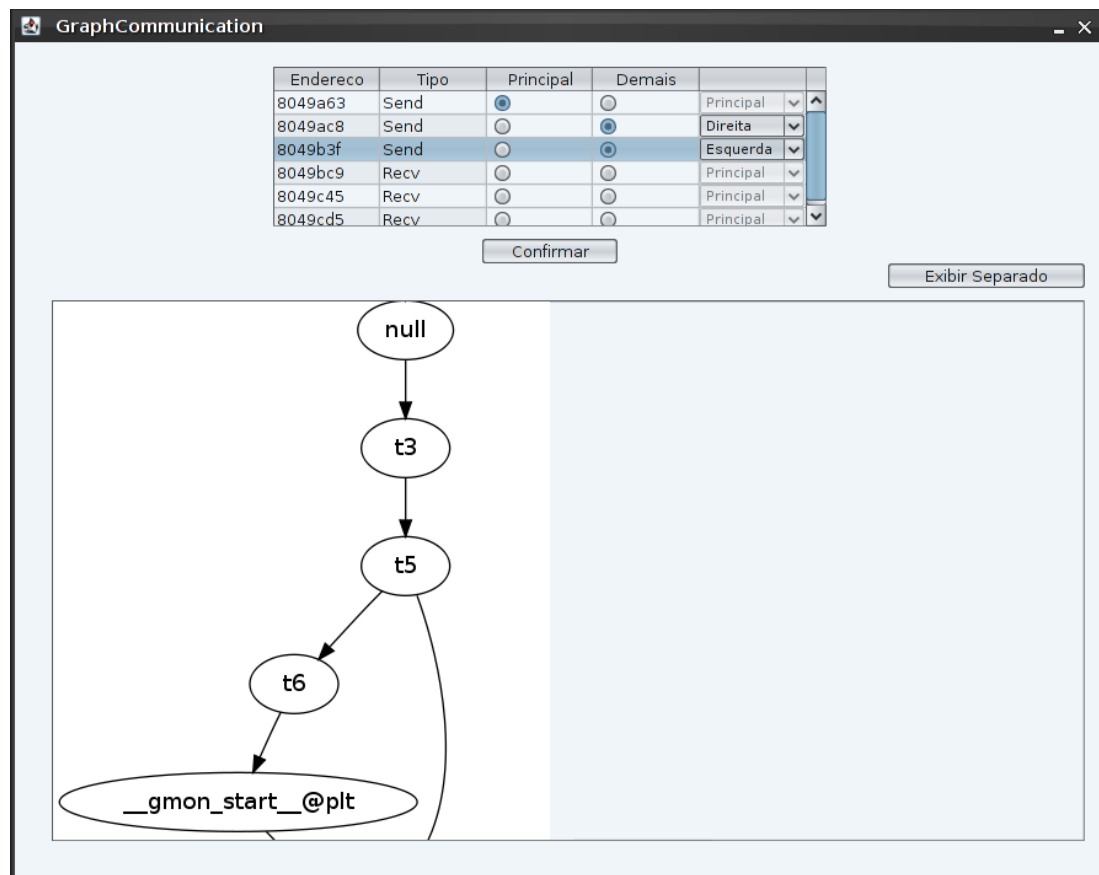 GraphCommunication
Endereco Tipo Principal Demais
8049a63 Send Principal
8049ac8 Send Direita
8049b3f Send Esquerda
8049bc9 Recv Principal
8049c45 Recv Principal
8049cd5 Recv Principal
Confirmar
Exibir Separado
null
t3
t5
t6
__gmon_start__@plt